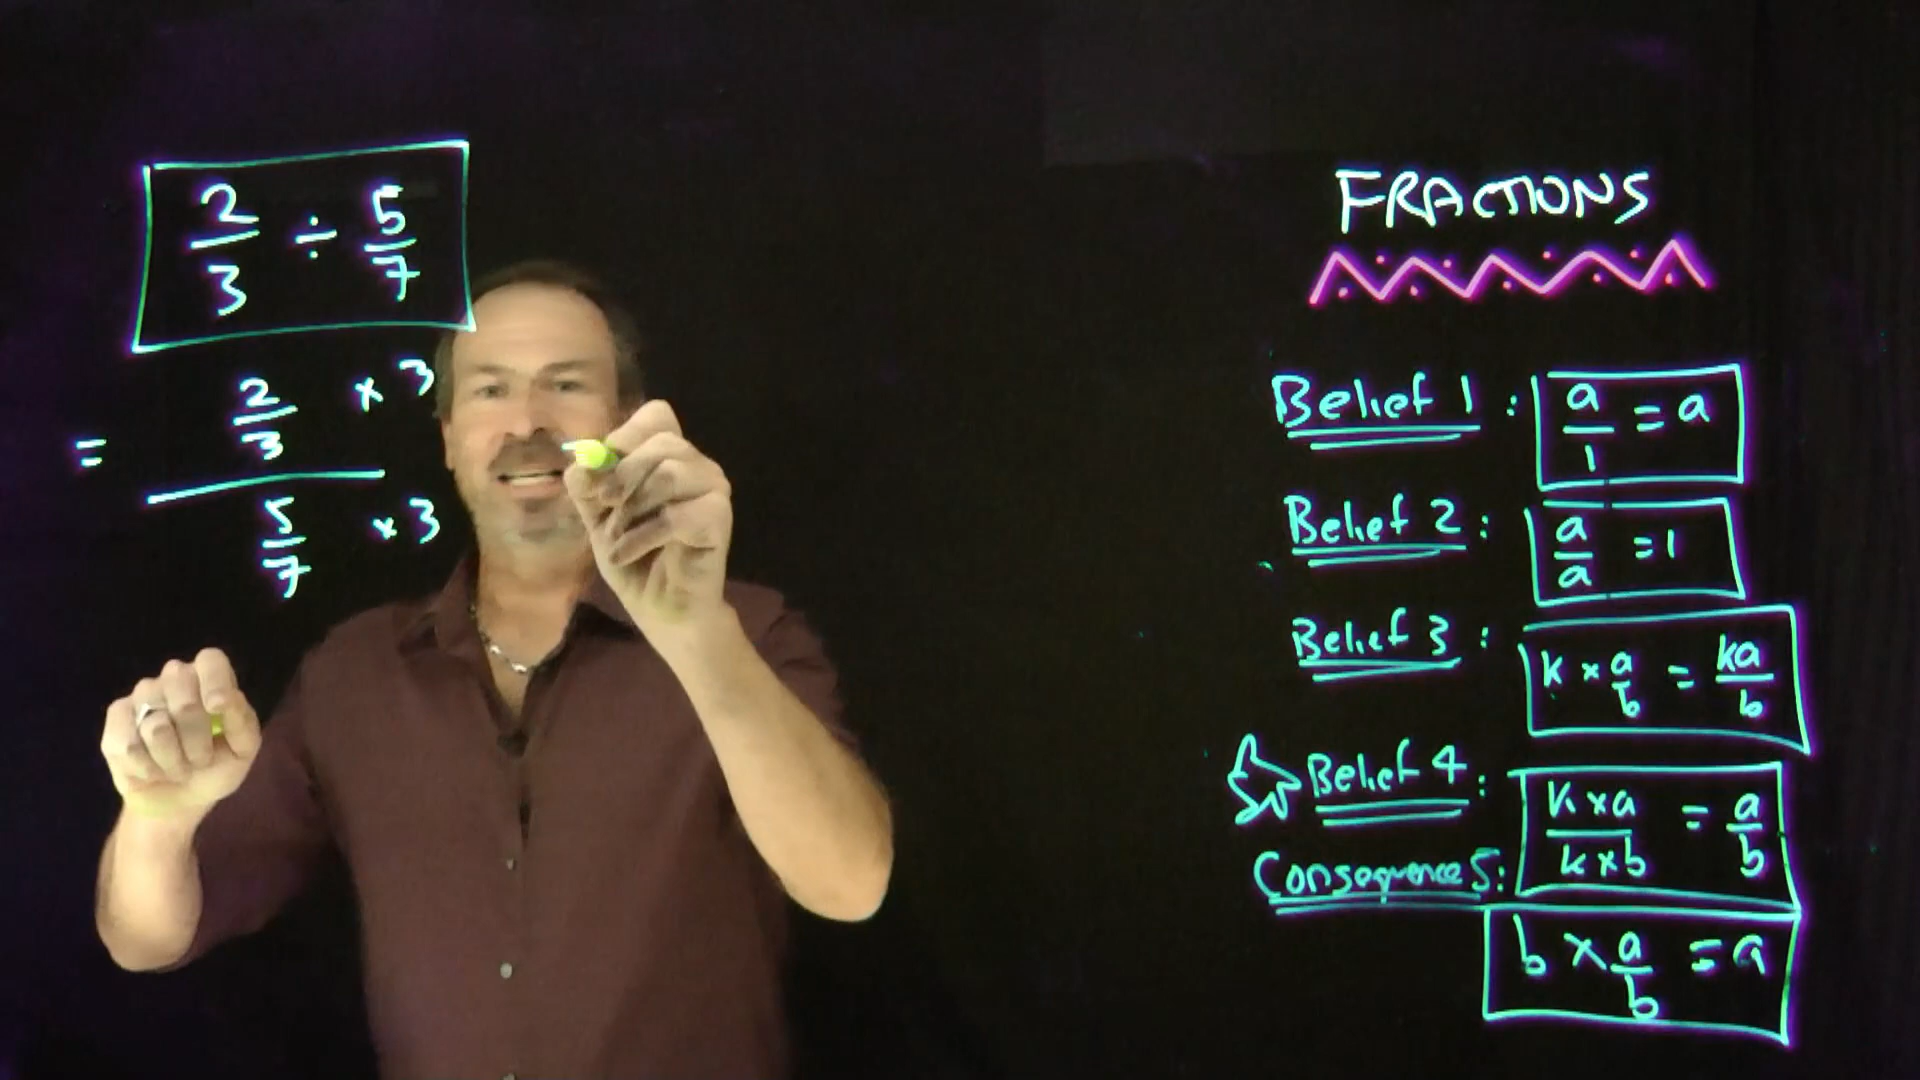 2/3 ÷ 5/7
= 2/3 × 3
5/7 × 3
FRACTIONS
Belief 1: a/1 = a
Belief 2: a/a = 1
Belief 3: k × a/b = ka/b
Belief 4: k×a/k×b = a/b
Consequence 5:
b × a/b = a